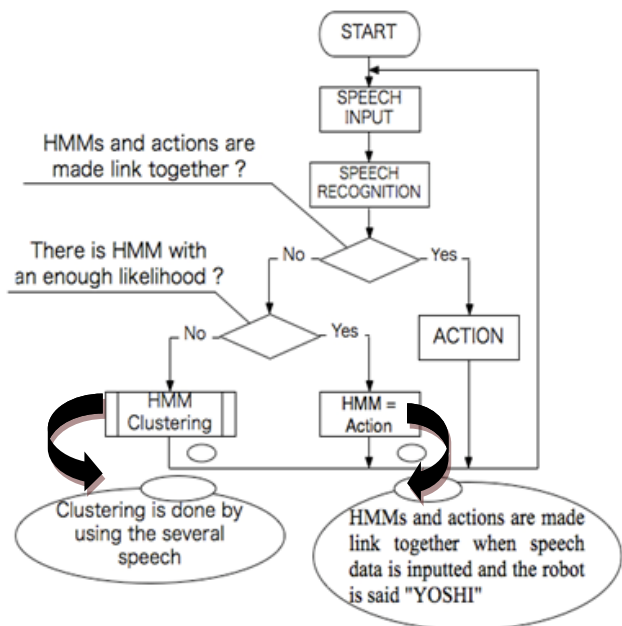 START
SPEECH
INPUT
HMMs and actions are
made link together ?
SPEECH
RECOGNITION
There is HMM with
an enough likelihood ?
No
Yes
No
Yes
ACTION
HMM
Clustering
HMM =
Action
Clustering is done by
using the several
speech
HMMs and actions are made
link together when speech
data is inputted and the robot
is said "YOSHI"